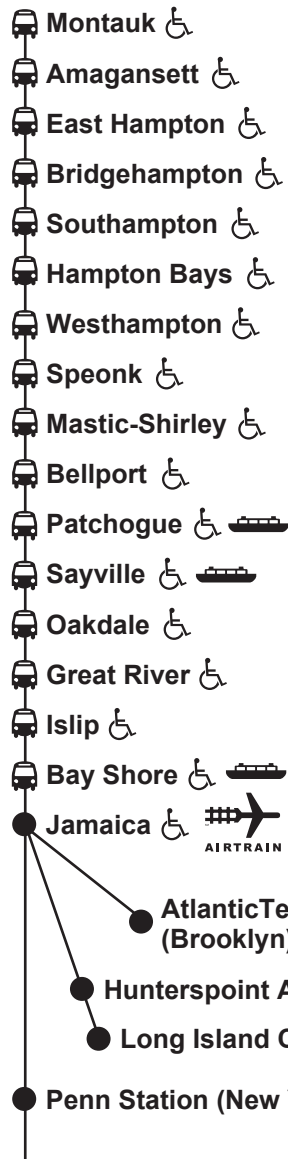 Montauk
Amagansett
East Hampton
Bridgehampton
Southampton
Hampton Bays
Westhampton
Speonk
Mastic-Shirley
Bellport
Patchogue
Sayville
Oakdale
Great River
Islip
Bay Shore
Jamaica
AIRTRAIN
AtlanticTe
(Brooklyn)
Hunterspoint A
Long Island
Penn Station (New